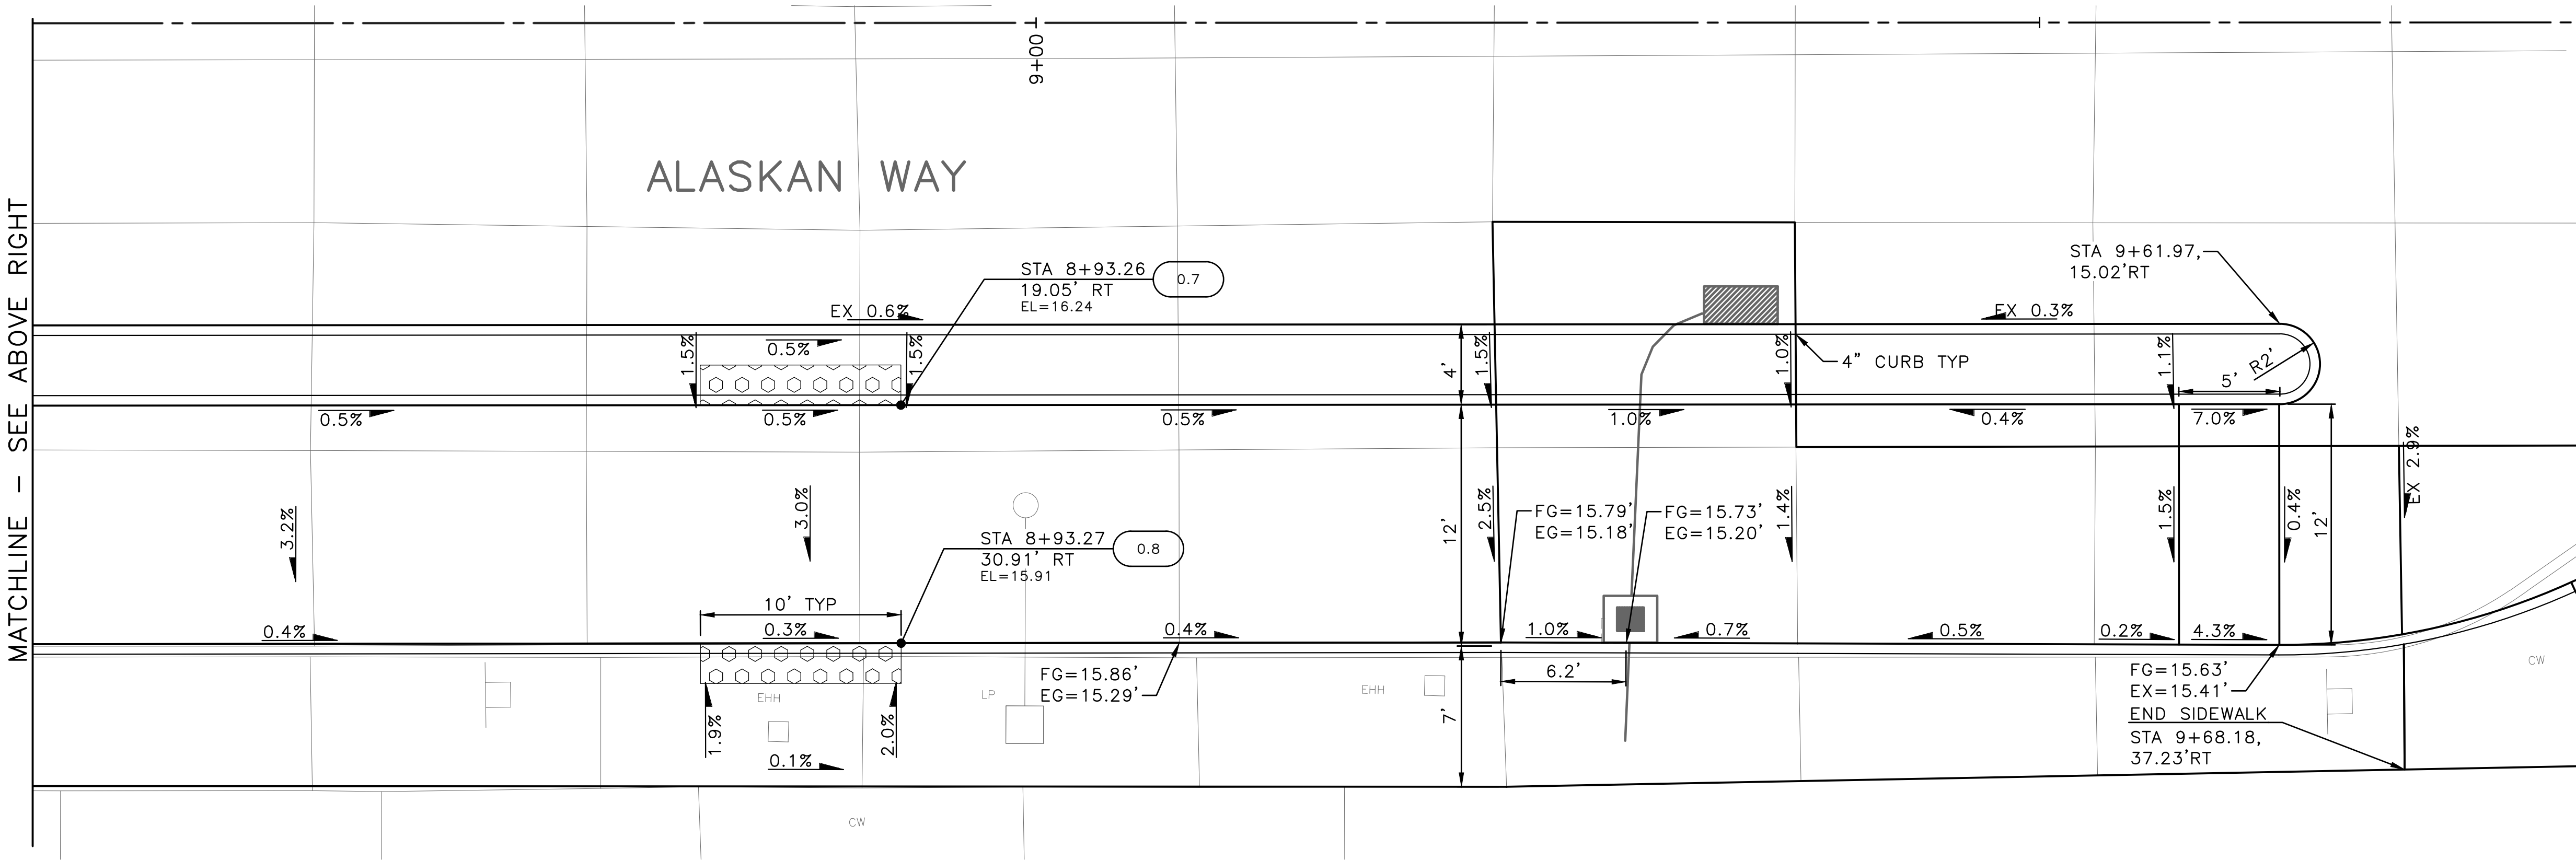 MATCHLINE – SEE ABOVE RIGHT
9+00
ALASKAN WAY
STA 8+93.26
19.05' RT
EL=16.24
0.7
EX 0.6%
1.5%
0.5%
1.5%
0.5%
0.5%
0.5%
4'
1.5%
1.0%
1.0%
4" CURB TYP
EX 0.3%
0.4%
STA 9+61.97,
15.02'RT
1.1%
5'
R2'
7.0%
3.2%
3.0%
STA 8+93.27
30.91' RT
EL=15.91
0.8
12'
2.5%
FG=15.79'
EG=15.18'
FG=15.73'
EG=15.20'
1.4%
1.5%
0.4%
12'
EX 2.9%
0.4%
10' TYP
0.3%
0.4%
1.0%
0.7%
0.5%
0.2%
4.3%
FG=15.86'
EG=15.29'
6.2'
7'
FG=15.63'
EX=15.41'
END SIDEWALK
STA 9+68.18,
37.23'RT
1.9%
EHH
2.0%
LP
EHH
CW
0.1%
CW